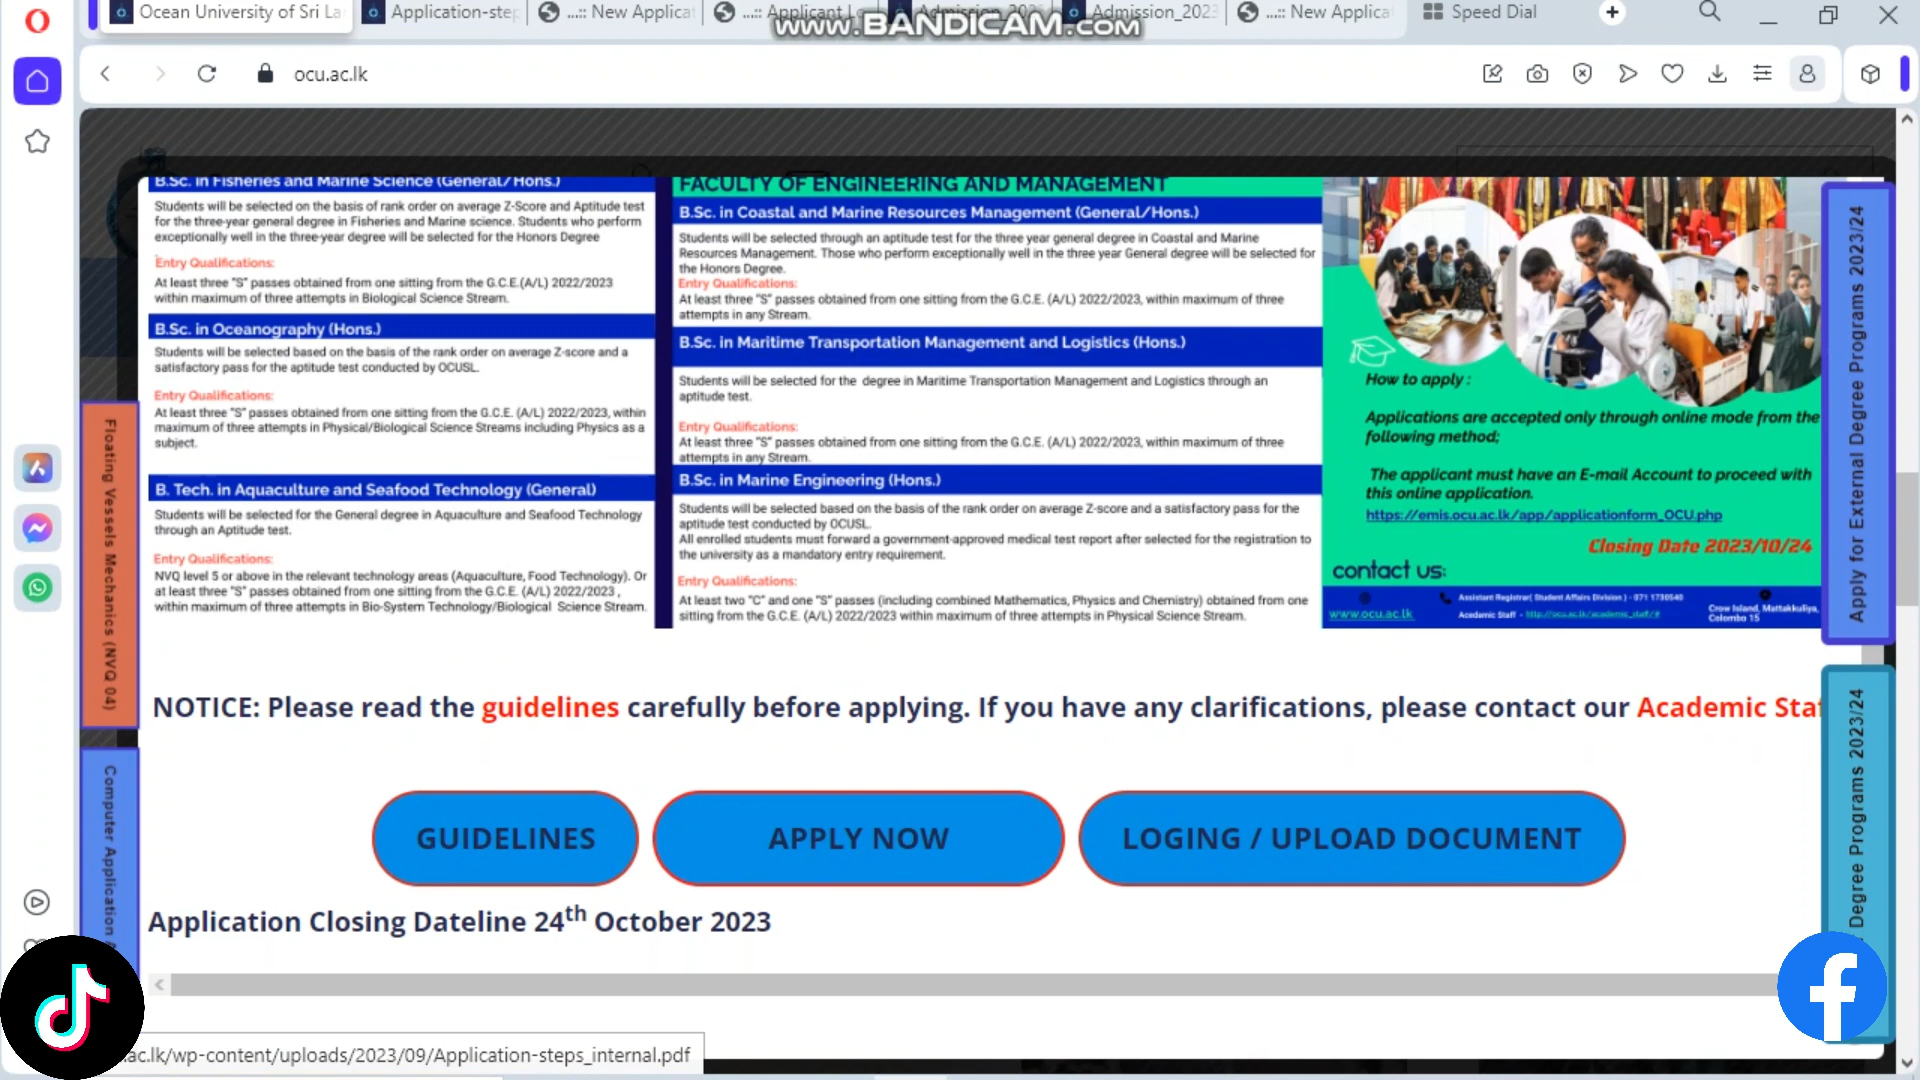 Ocean University of Sri La
Application-step
...:: New Applicat
...:: Applicant L
Admission_202
Admission_2023
...:: New Applica
Speed Dial
www.BANDICAM.com
ocu.ac.lk
B.Sc. in Fisheries and Marine Science (General/Hons.)
Students will be selected on the basis of rank order on average Z-Score and Aptitude test
for the three-year general degree in Fisheries and Marine science. Students who perform
exceptionally well in the three-year degree will be selected for the Honors Degree
Entry Qualifications:
At least three "S" passes obtained from one sitting from the G.C.E.(A/L) 2022/2023
within maximum of three attempts in Biological Science Stream.
B.Sc. in Oceanography (Hons.)
Students will be selected based on the basis of the rank order on average Z-score and a
satisfactory pass for the aptitude test conducted by OCUSL.
Entry Qualifications:
At least three "S" passes obtained from one sitting from the G.C.E. (A/L) 2022/2023, within
maximum of three attempts in Physical/Biological Science Streams including Physics as a
subject.
B. Tech. in Aquaculture and Seafood Technology (General)
Students will be selected for the General degree in Aquaculture and Seafood Technology
through an Aptitude test.
Entry Qualifications:
NVQ level 5 or above in the relevant technology areas (Aquaculture, Food Technology). Or
at least three "S" passes obtained from one sitting from the G.C.E. (A/L) 2022/2023 ,
within maximum of three attempts in Bio-System Technology/Biological Science Stream.
FACULTY OF ENGINEERING AND MANAGEMENT
B.Sc. in Coastal and Marine Resources Management (General/Hons.)
Students will be selected through an aptitude test for the three year general degree in Coastal and Marine
Resources Management. Those who perform exceptionally well in the three year General degree will be selected for
the Honors Degree.
Entry Qualifications:
At least three "S" passes obtained from one sitting from the G.C.E. (A/L) 2022/2023, within maximum of three
attempts in any Stream.
B.Sc. in Maritime Transportation Management and Logistics (Hons.)
Students will be selected for the degree in Maritime Transportation Management and Logistics through an
aptitude test.
Entry Qualifications:
At least three "S" passes obtained from one sitting from the G.C.E. (A/L) 2022/2023, within maximum of three
attempts in any Stream.
B.Sc. in Marine Engineering (Hons.)
Students will be selected based on the basis of the rank order on average Z-score and a satisfactory pass for the
aptitude test conducted by OCUSL.
All enrolled students must forward a government-approved medical test report after selected for the registration to
the university as a mandatory entry requirement.
Entry Qualifications:
At least two "C" and one "S" passes (including combined Mathematics, Physics and Chemistry) obtained from one
sitting from the G.C.E. (A/L) 2022/2023 within maximum of three attempts in Physical Science Stream.
How to apply :
Applications are accepted only through online mode from the
following method;
The applicant must have an E-mail Account to proceed with
this online application.
https://emis.ocu.ac.lk/app/applicationform_OCU.php
Closing Date 2023/10/24
contact us:
www.ocu.ac.lk
Assistant Registrar( Student Affairs Division ) - 071 1730540
Academic Staff - http://ocu.ac.lk/academic_staff/#
Crow Island, Mattakkuliya,
Colombo 15
Floating Vessels Mechanics (NVQ 04)
Computer Application A
Apply for External Degree Programs 2023/24
Degree Programs 2023/24
NOTICE: Please read the guidelines carefully before applying. If you have any clarifications, please contact our Academic Staf
GUIDELINES
APPLY NOW
LOGING / UPLOAD DOCUMENT
Application Closing Dateline 24th October 2023
.ac.lk/wp-content/uploads/2023/09/Application-steps_internal.pdf